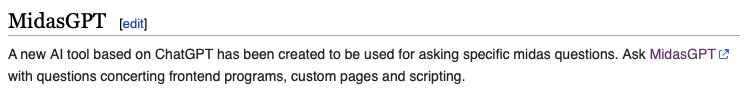 MidasGPT [edit]
A new AI tool based on ChatGPT has been created to be used for asking specific midas questions. Ask MidasGPT
with questions concerting frontend programs, custom pages and scripting.